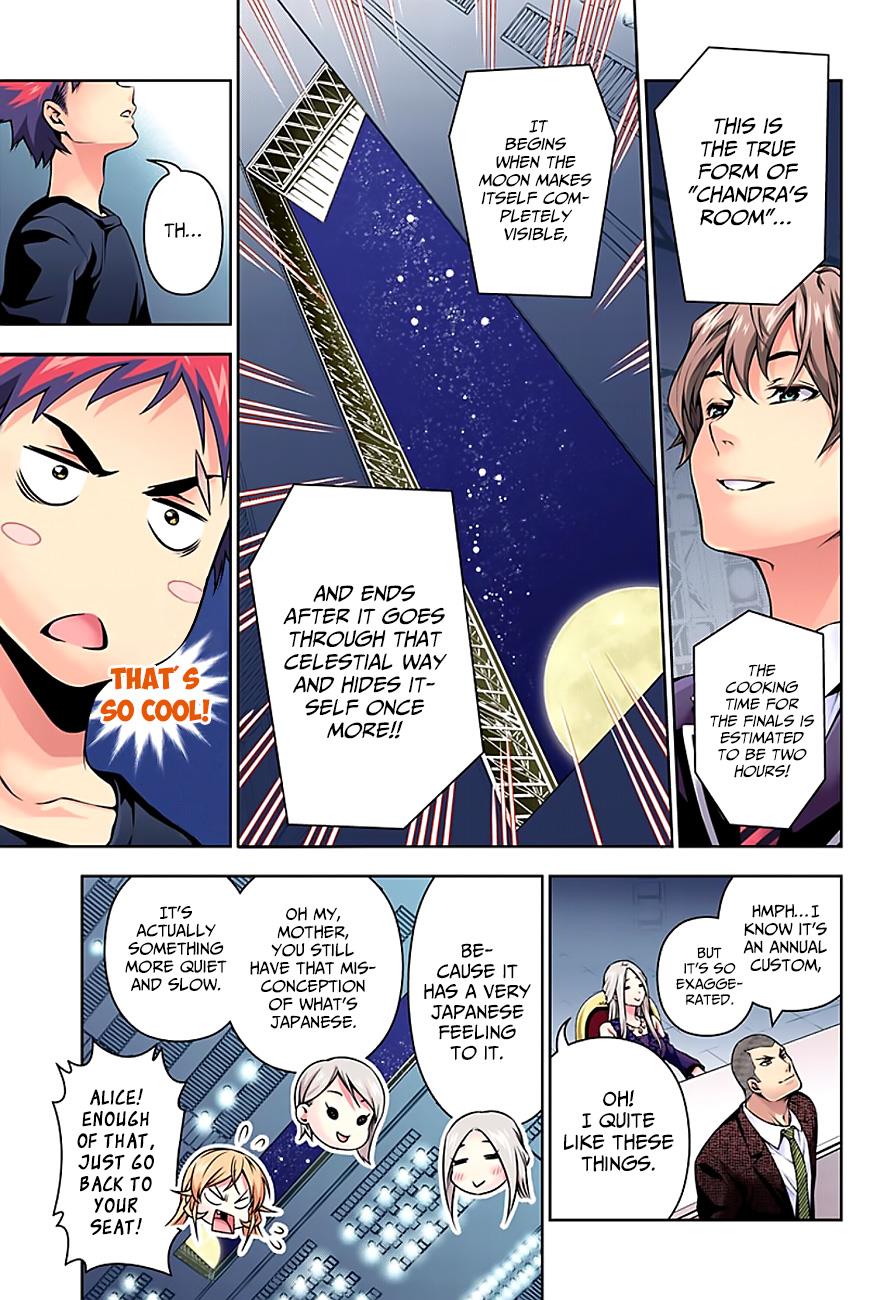 THIS IS
THE TRUE
FORM OF
"CHANDRA'S
ROOM"...
THE
COOKING
TIME FOR
THE FINALS IS
ESTIMATED
TO BE TWO
HOURS!
IT
BEGINS
WHEN THE
MOON MAKES
ITSELF COM-
PLETELY
VISIBLE,
AND ENDS
AFTER IT GOES
THROUGH THAT
CELESTIAL WAY
AND HIDES IT-
SELF ONCE
MORE!!
TH...
THAT'S
SO COOL!
HMPH...I
KNOW IT'S
AN ANNUAL
CUSTOM,
BUT
IT'S SO
EXAGGE-
RATED.
OH!
I QUITE
LIKE THESE
THINGS.
BE-
CAUSE IT
HAS A VERY
JAPANESE
FEELING
TO IT.
OH MY,
MOTHER,
YOU STILL
HAVE THAT MIS-
CONCEPTION
OF WHAT'S
JAPANESE.
IT'S
ACTUALLY
SOMETHING
MORE QUIET
AND SLOW.
ALICE!
ENOUGH
OF THAT,
JUST GO
BACK TO
YOUR
SEAT!